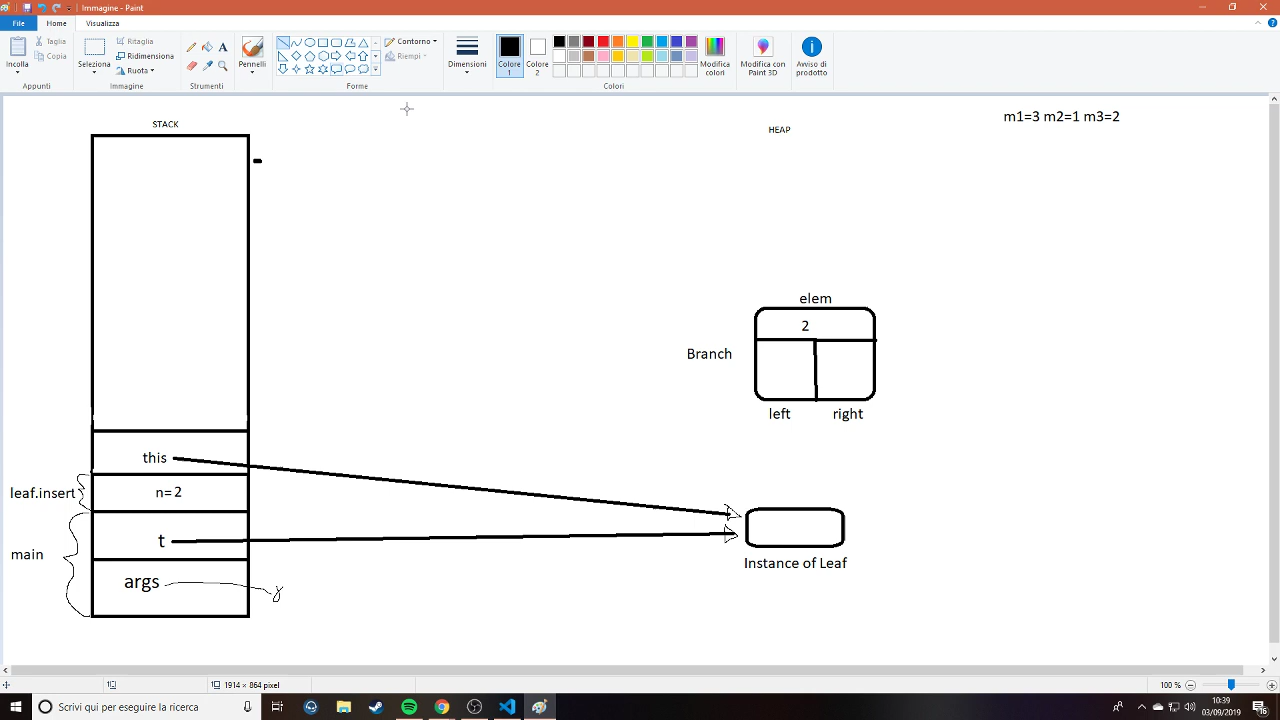 Immagine - Paint
File Home Visualizza
Incolla
Taglia
Copia
Appunti
Seleziona
Ritaglia
Ridimensiona
Ruota
Immagine
A
Strumenti
Pennelli
Contorno
Riempi
Forme
Dimensioni
Colore 1
Colore 2
Modifica colori
Colori
Modifica con Paint 3D
Avviso di prodotto
STACK
HEAP
m1=3 m2=1 m3=2
elem
2
Branch
left right
this
leaf.insert
n=2
t
main
args
Instance of Leaf
1914 × 864 pixel
100 %
Scrivi qui per eseguire la ricerca
10:39
03/09/2019